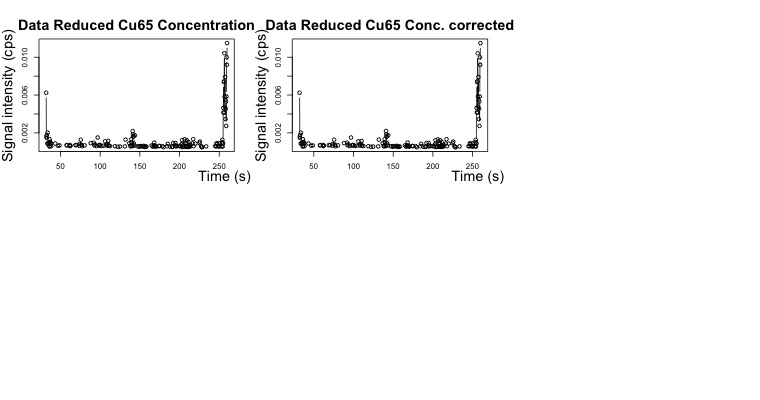 Data Reduced Cu65 Concentration
Signal intensity (cps)
0.010
0.006
0.002
50 100 150 200 250
Time (s)
Data Reduced Cu65 Conc. corrected
Signal intensity (cps)
0.010
0.006
0.002
50 100 150 200 250
Time (s)